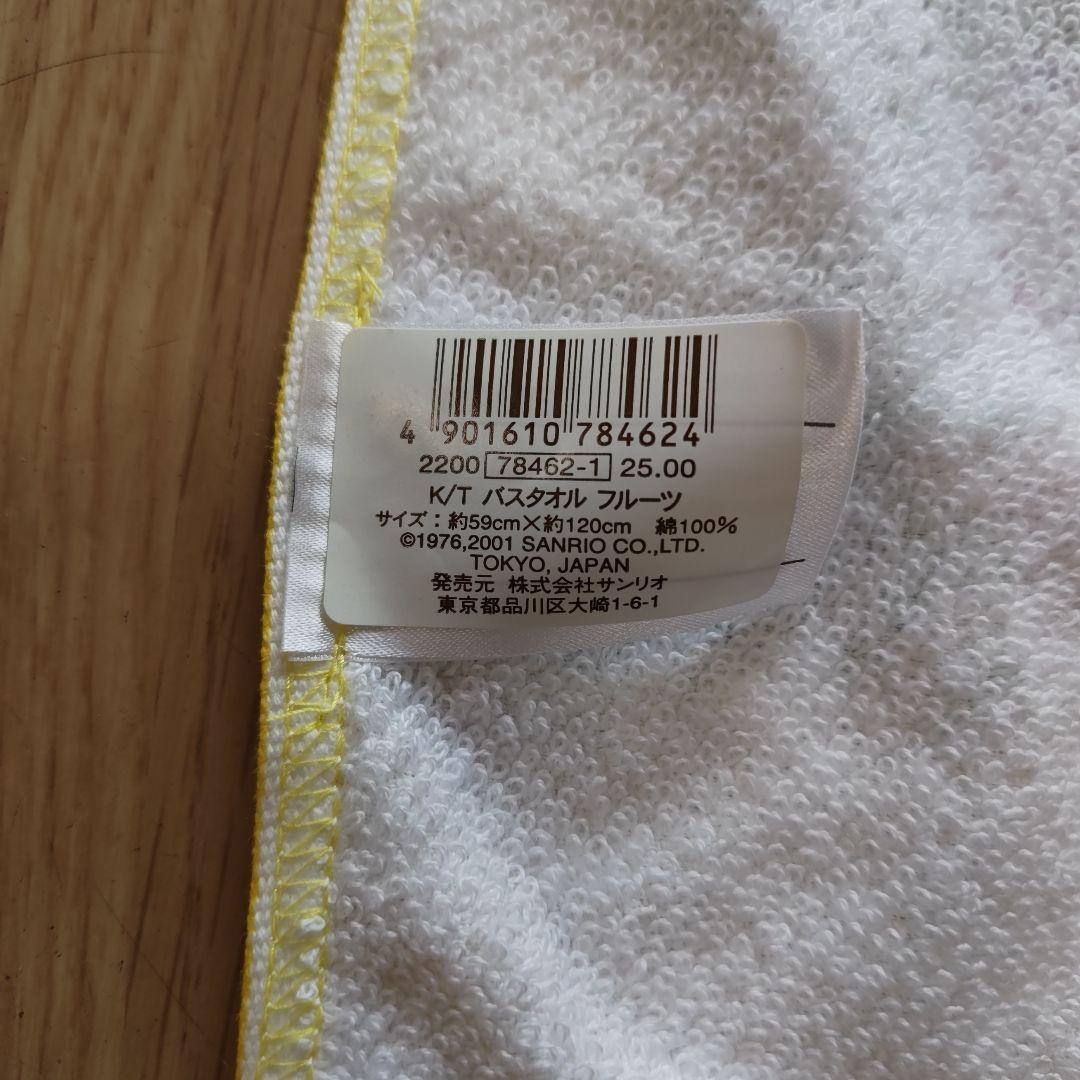 4 901610 784624
2200 78462-1 25.00
K/T バスタオル フルーツ
サイズ：約59cm×約120cm 綿100%
©1976,2001 SANRIO CO.,LTD.
TOKYO, JAPAN
発売元 株式会社サンリオ
東京都品川区大崎1-6-1